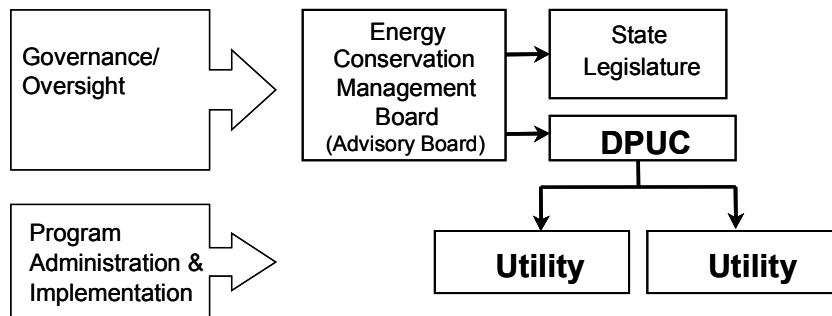 Governance/
Oversight
Energy
Conservation
Management
Board
(Advisory Board)
State
Legislature
DPUC
Program
Administration &
Implementation
Utility
Utility